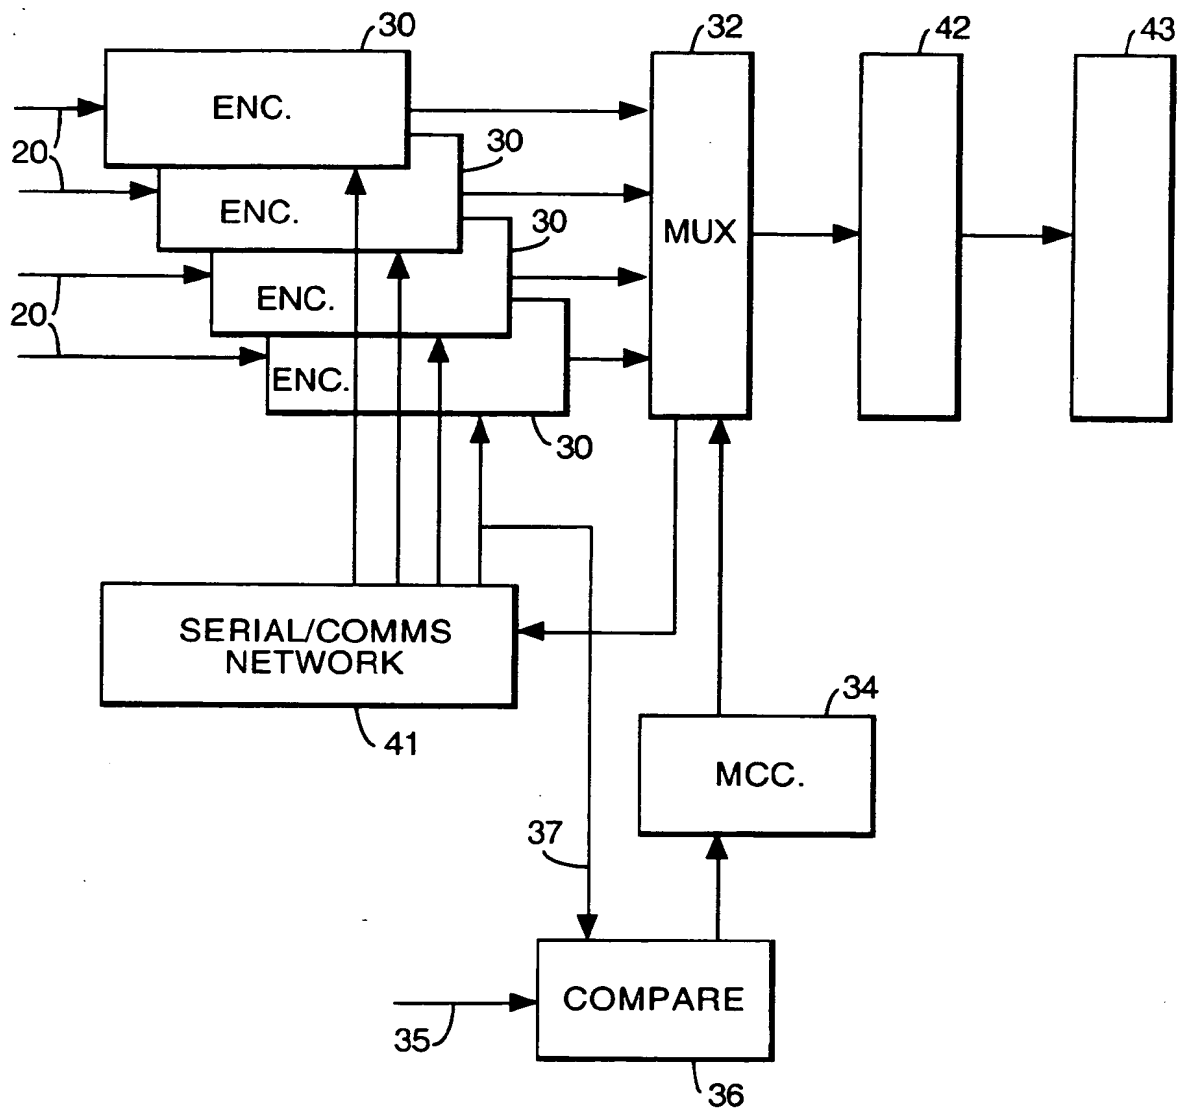 30
32
42
43
ENC.
20
30
ENC.
MUX
30
ENC.
20
ENC.
30
SERIAL/COMMS
NETWORK
41
34
MCC.
37
COMPARE
35
36